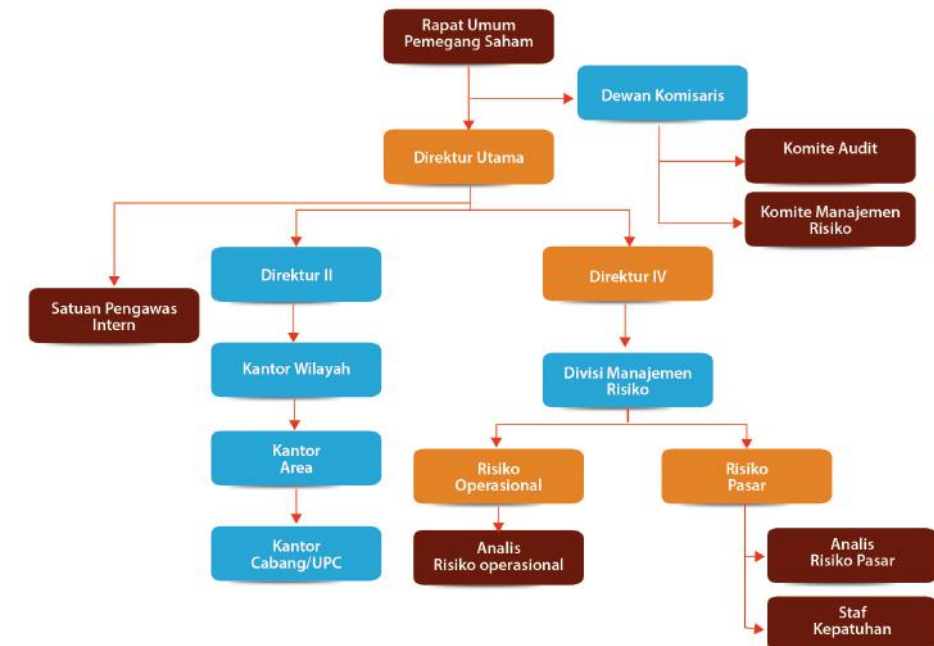 Rapat Umum
Pemegang Saham
Dewan Komisaris
Direktur Utama
Komite Audit
Komite Manajemen
Risiko
Direktur II
Direktur IV
Satuan Pengawas
Intern
Kantor Wilayah
Divisi Manajemen
Risiko
Kantor
Area
Risiko
Operasional
Risiko
Pasar
Kantor
Cabang/UPC
Analis
Risiko operasional
Analis
Risiko Pasar
Staf
Kepatuhan